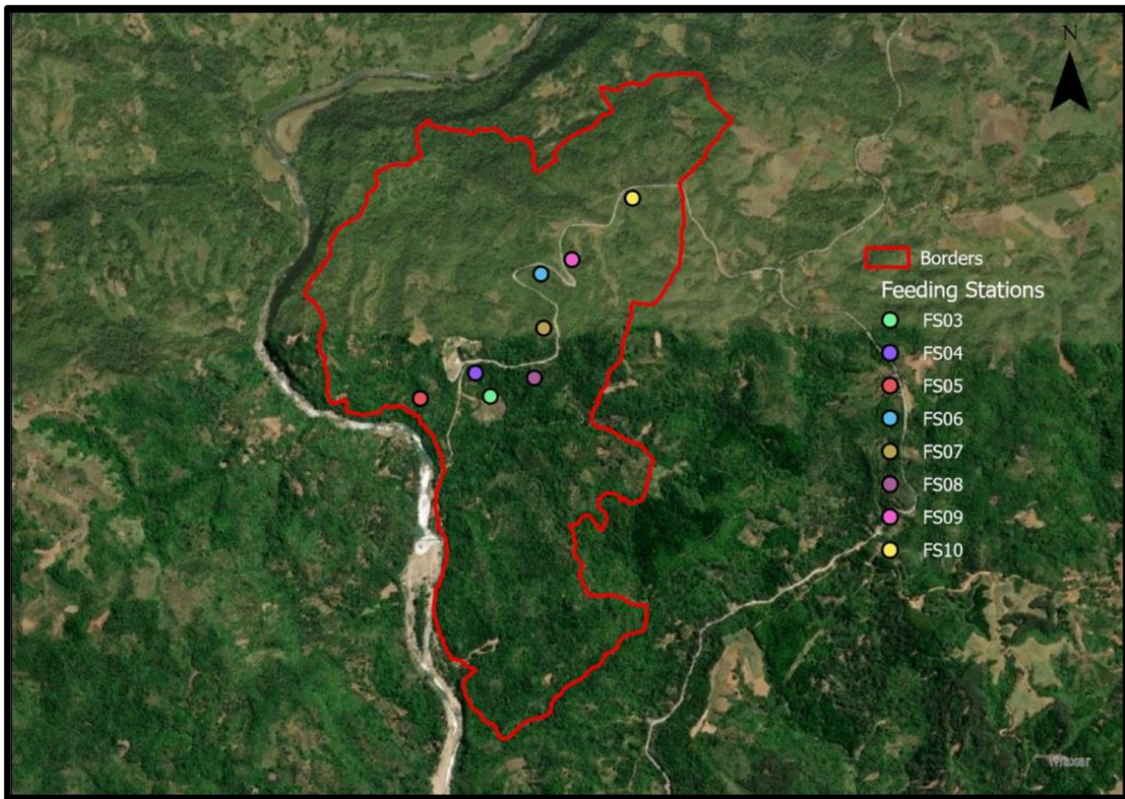 N
Borders
Feeding Stations
FS03
FS04
FS05
FS06
FS07
FS08
FS09
FS10
Maxar